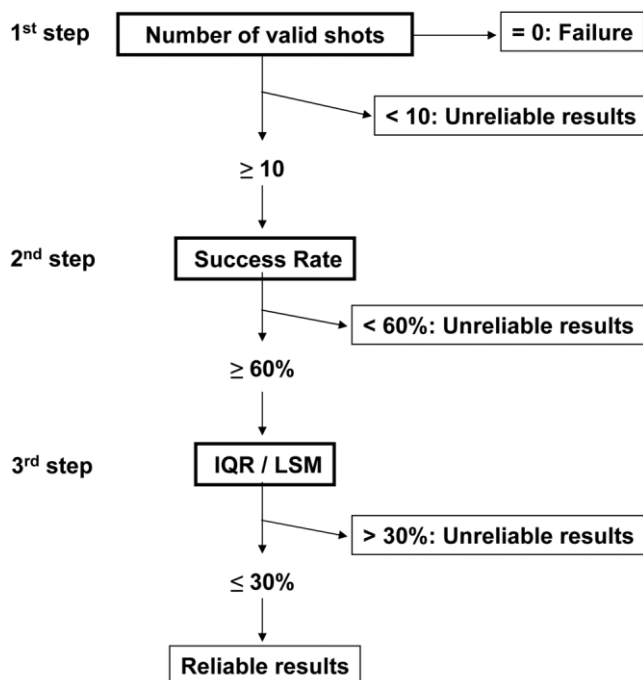 1st step
Number of valid shots
= 0: Failure
< 10: Unreliable results
≥ 10
2nd step
Success Rate
< 60%: Unreliable results
≥ 60%
3rd step
IQR / LSM
> 30%: Unreliable results
≤ 30%
Reliable results